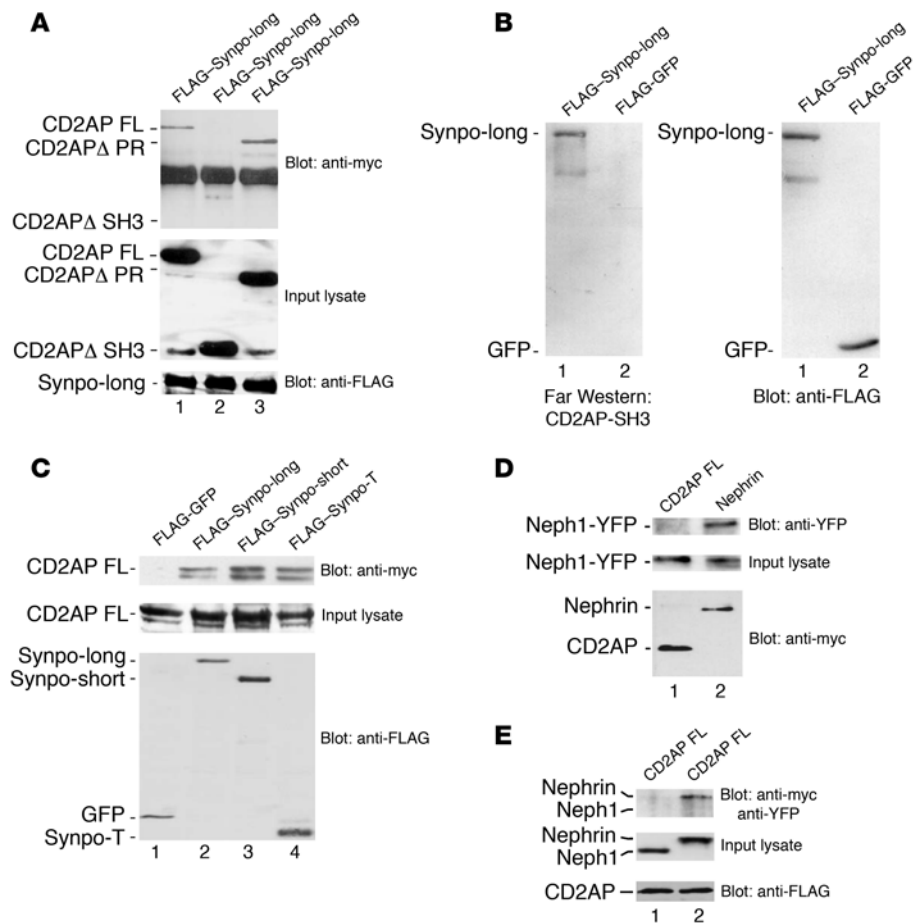 A
FLAG–Synpo-long
FLAG–Synpo-long
FLAG–Synpo-long
CD2AP FL
CD2APΔ PR
Blot: anti-myc
CD2APΔ SH3
CD2AP FL
CD2APΔ PR
Input lysate
CD2APΔ SH3
Synpo-long
Blot: anti-FLAG
1 2 3
B
FLAG–Synpo-long
FLAG-GFP
Synpo-long
GFP
1 2
Far Western:
CD2AP-SH3
FLAG–Synpo-long
FLAG-GFP
Synpo-long
GFP
1 2
Blot: anti-FLAG
C
FLAG-GFP
FLAG–Synpo-long
FLAG–Synpo-short
FLAG–Synpo-T
CD2AP FL
Blot: anti-myc
CD2AP FL
Input lysate
Synpo-long
Synpo-short
Blot: anti-FLAG
GFP
Synpo-T
1 2 3 4
D
CD2AP FL
Nephrin
Neph1-YFP
Blot: anti-YFP
Neph1-YFP
Input lysate
Nephrin
CD2AP
Blot: anti-myc
1 2
E
CD2AP FL
CD2AP FL
Nephrin
Neph1
Blot: anti-myc
anti-YFP
Nephrin
Neph1
Input lysate
CD2AP
Blot: anti-FLAG
1 2